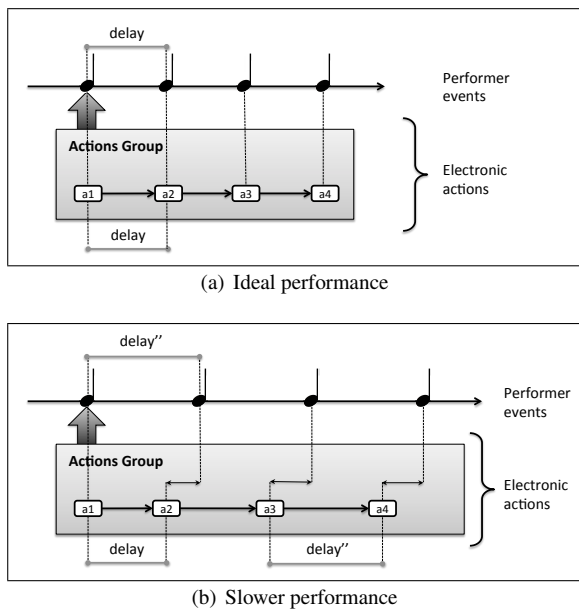 delay
Performer
events
Actions Group
Electronic
actions
a1 a2 a3 a4
delay
(a) Ideal performance
delay’’
Performer
events
Actions Group
Electronic
actions
a1 a2 a3 a4
delay delay’’
(b) Slower performance